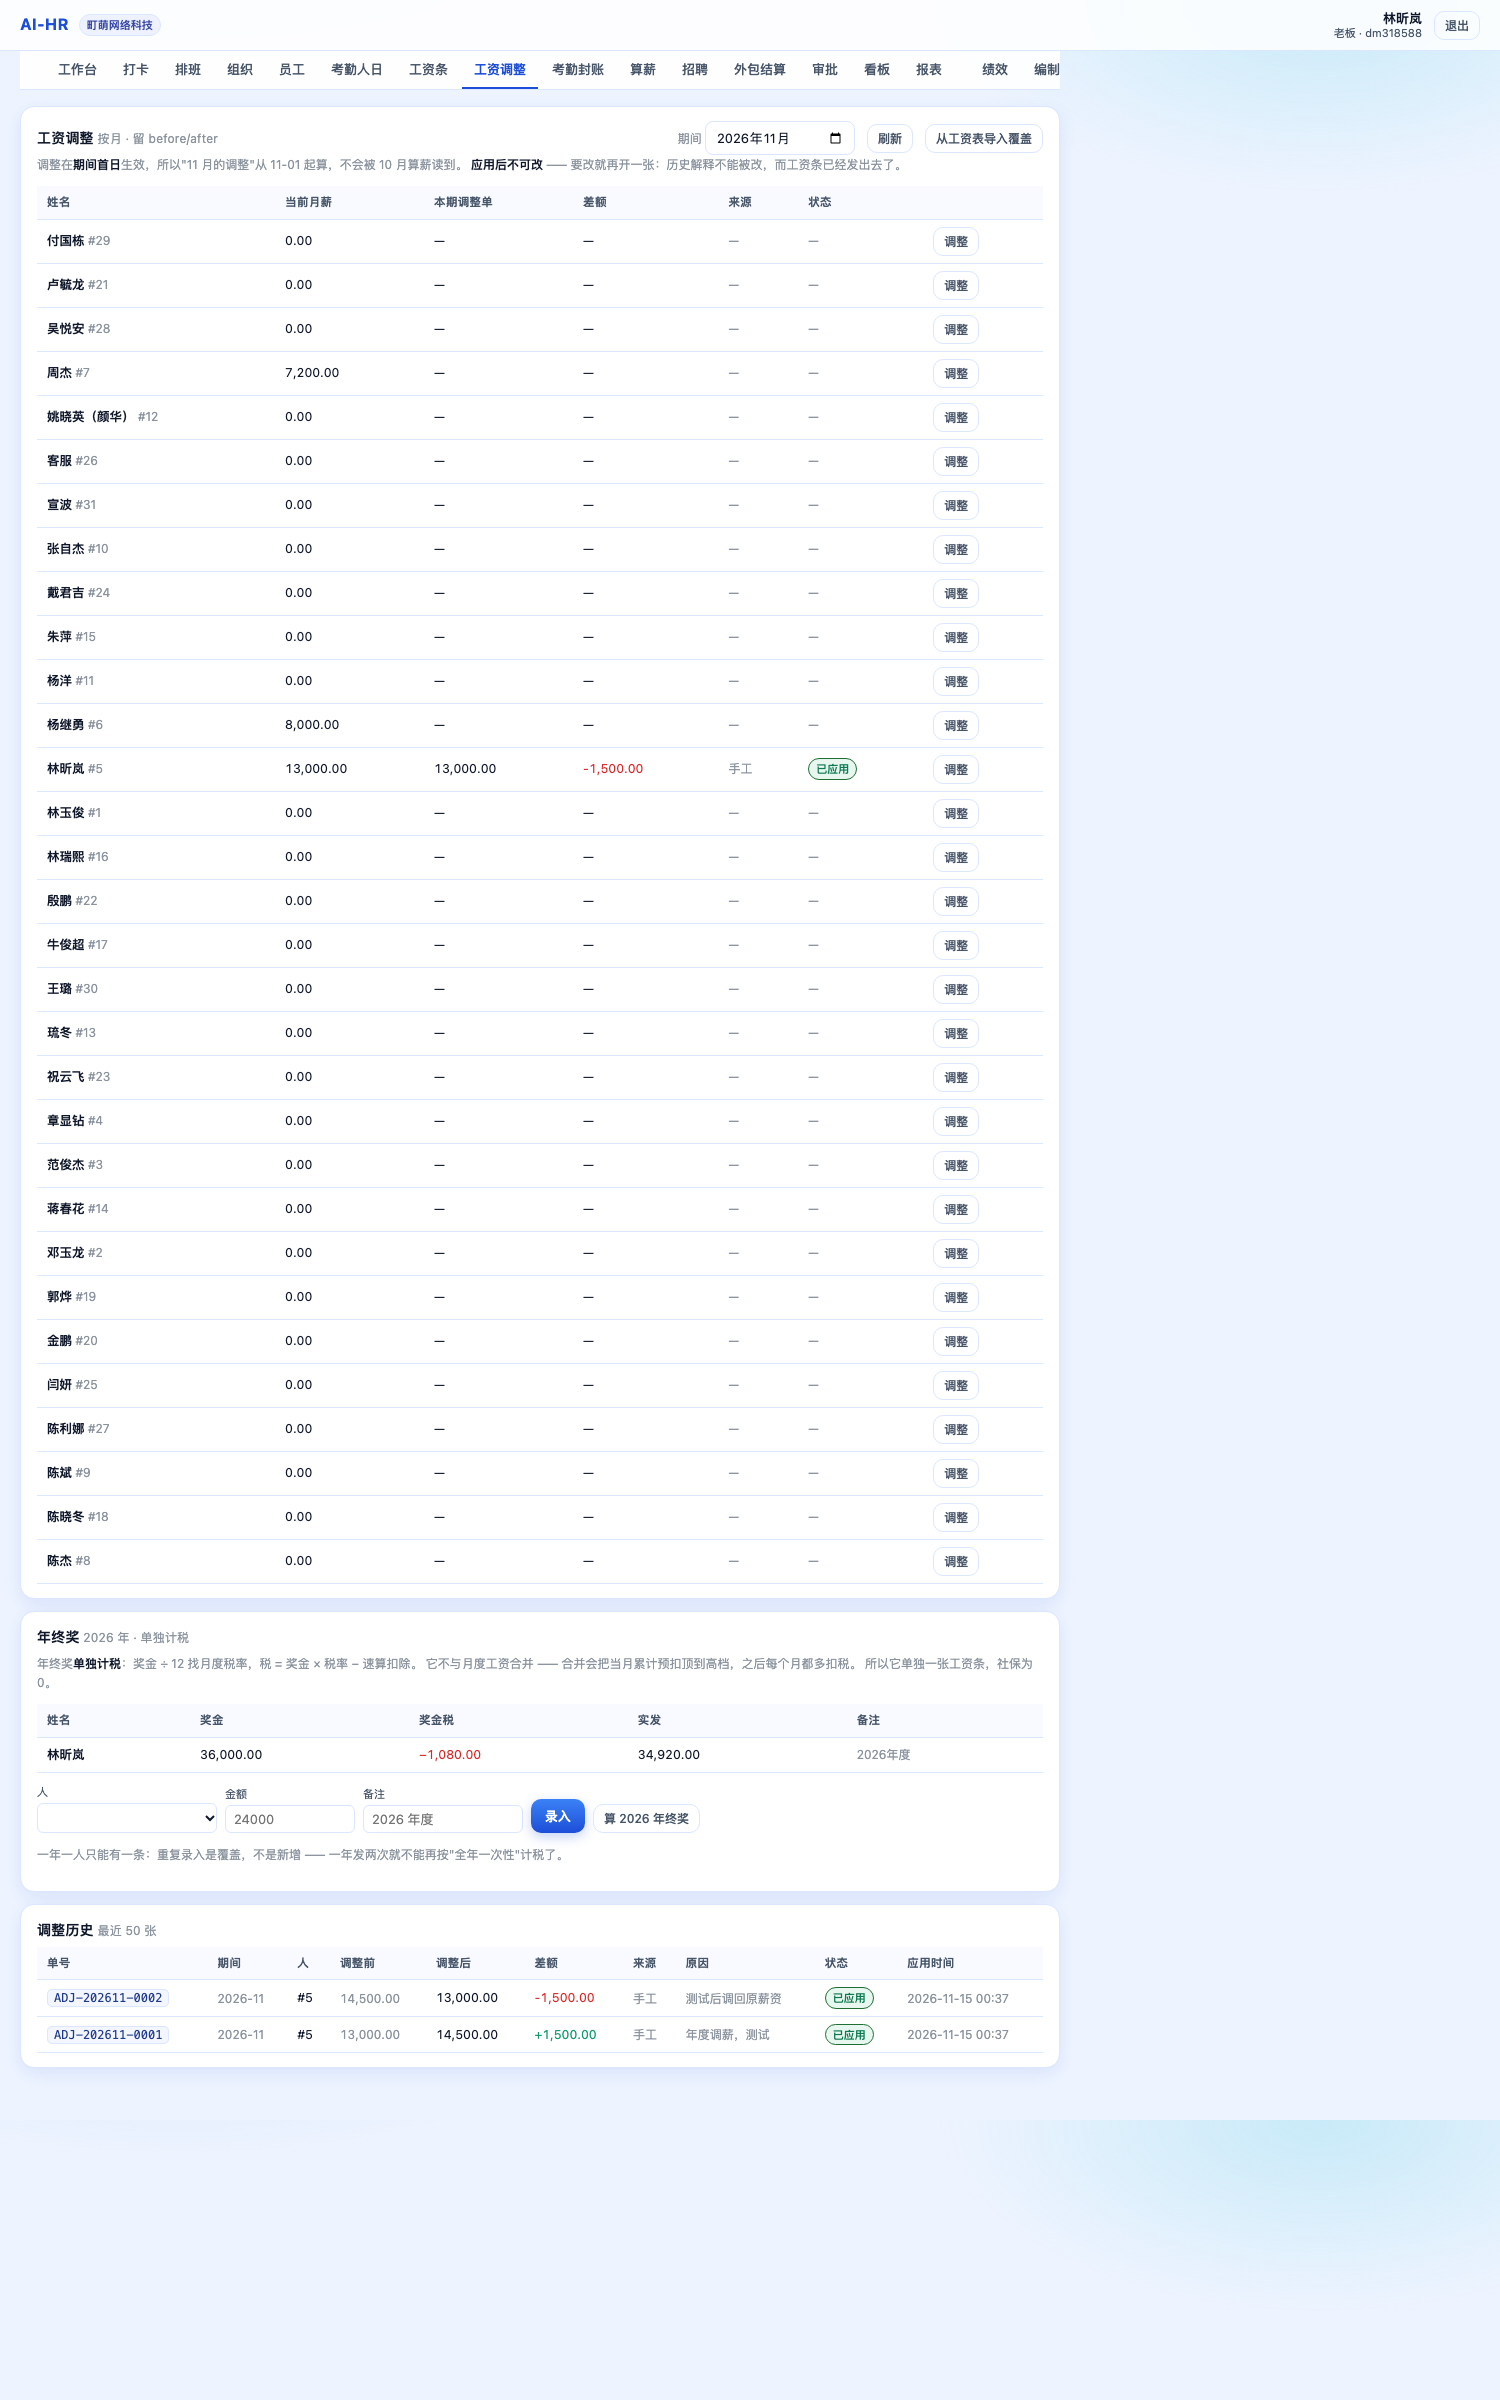 AI-HR 町萌网络科技
林昕岚
老板 · dm318588
退出
工作台 打卡 排班 组织 员工 考勤人日 工资条 工资调整 考勤封账 算薪 招聘 外包结算 审批 看板 报表 绩效 编制
工资调整 按月 · 留 before/after 期间 2026年11月 刷新 从工资表导入覆盖
调整在期间首日生效，所以"11 月的调整"从 11-01 起算，不会被 10 月算薪读到。 应用后不可改 —— 要改就再开一张：历史解释不能被改，而工资条已经发出去了。
姓名 当前月薪 本期调整单 差额 来源 状态
付国栋 #29 0.00 — — — — 调整
卢毓龙 #21 0.00 — — — — 调整
吴悦安 #28 0.00 — — — — 调整
周杰 #7 7,200.00 — — — — 调整
姚晓英（颜华） #12 0.00 — — — — 调整
客服 #26 0.00 — — — — 调整
宣波 #31 0.00 — — — — 调整
张自杰 #10 0.00 — — — — 调整
戴君吉 #24 0.00 — — — — 调整
朱萍 #15 0.00 — — — — 调整
杨洋 #11 0.00 — — — — 调整
杨继勇 #6 8,000.00 — — — — 调整
林昕岚 #5 13,000.00 13,000.00 -1,500.00 手工 已应用 调整
林玉俊 #1 0.00 — — — — 调整
林瑞熙 #16 0.00 — — — — 调整
殷鹏 #22 0.00 — — — — 调整
牛俊超 #17 0.00 — — — — 调整
王璐 #30 0.00 — — — — 调整
琉冬 #13 0.00 — — — — 调整
祝云飞 #23 0.00 — — — — 调整
章显钻 #4 0.00 — — — — 调整
范俊杰 #3 0.00 — — — — 调整
蒋春花 #14 0.00 — — — — 调整
邓玉龙 #2 0.00 — — — — 调整
郭烨 #19 0.00 — — — — 调整
金鹏 #20 0.00 — — — — 调整
闫妍 #25 0.00 — — — — 调整
陈利娜 #27 0.00 — — — — 调整
陈斌 #9 0.00 — — — — 调整
陈晓冬 #18 0.00 — — — — 调整
陈杰 #8 0.00 — — — — 调整
年终奖 2026 年 · 单独计税
年终奖单独计税：奖金 ÷ 12 找月度税率，税 = 奖金 × 税率 − 速算扣除。 它不与月度工资合并 —— 合并会把当月累计预扣顶到高档，之后每个月都多扣税。 所以它单独一张工资条，社保为
0。
姓名 奖金 奖金税 实发 备注
林昕岚 36,000.00 −1,080.00 34,920.00 2026年度
人 金额 备注
24000 2026 年度 录入 算 2026 年终奖
一年一人只能有一条：重复录入是覆盖，不是新增 —— 一年发两次就不能再按"全年一次性"计税了。
调整历史 最近 50 张
单号 期间 人 调整前 调整后 差额 来源 原因 状态 应用时间
ADJ-202611-0002 2026-11 #5 14,500.00 13,000.00 -1,500.00 手工 测试后调回原薪资 已应用 2026-11-15 00:37
ADJ-202611-0001 2026-11 #5 13,000.00 14,500.00 +1,500.00 手工 年度调薪，测试 已应用 2026-11-15 00:37